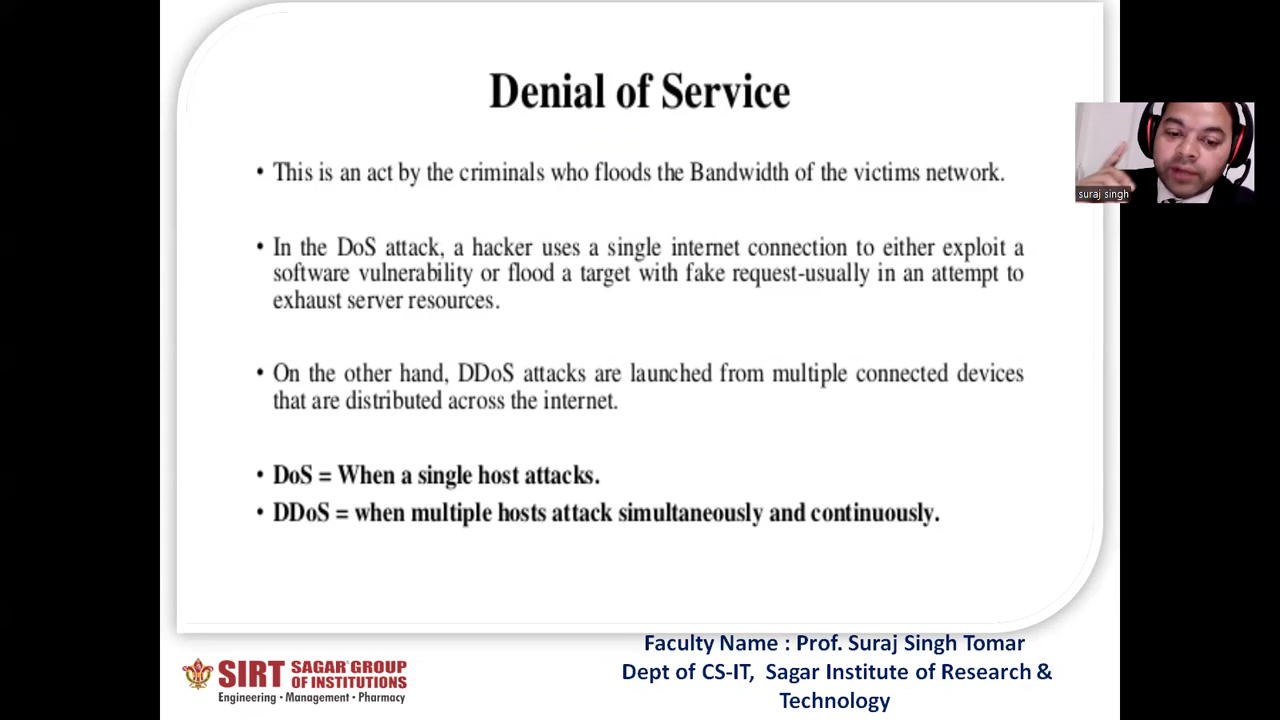 Denial of Service
• This is an act by the criminals who floods the Bandwidth of the victims network.
• In the DoS attack, a hacker uses a single internet connection to either exploit a
software vulnerability or flood a target with fake request-usually in an attempt to
exhaust server resources.
• On the other hand, DDoS attacks are launched from multiple connected devices
that are distributed across the internet.
• DoS = When a single host attacks.
• DDoS = when multiple hosts attack simultaneously and continuously.
suraj singh
SIRT SAGAR GROUP
OF INSTITUTIONS
Engineering • Management • Pharmacy
Faculty Name : Prof. Suraj Singh Tomar
Dept of CS-IT, Sagar Institute of Research &
Technology